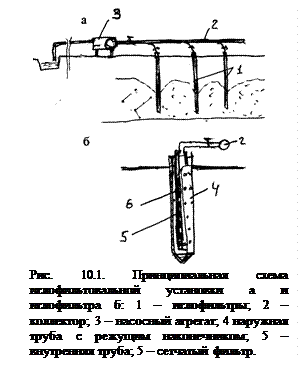 а
3
2
1
б
2
6
4
5
Рис. 10.1. Принципиальная схема
иглофильтровальной установки а и
иглофильтра б: 1 – иглофильтры; 2 –
коллектор; 3 – насосный агрегат; 4 наружная
труба с режущим наконечником; 5 –
внутренняя труба; 5 – сетчатый фильтр.